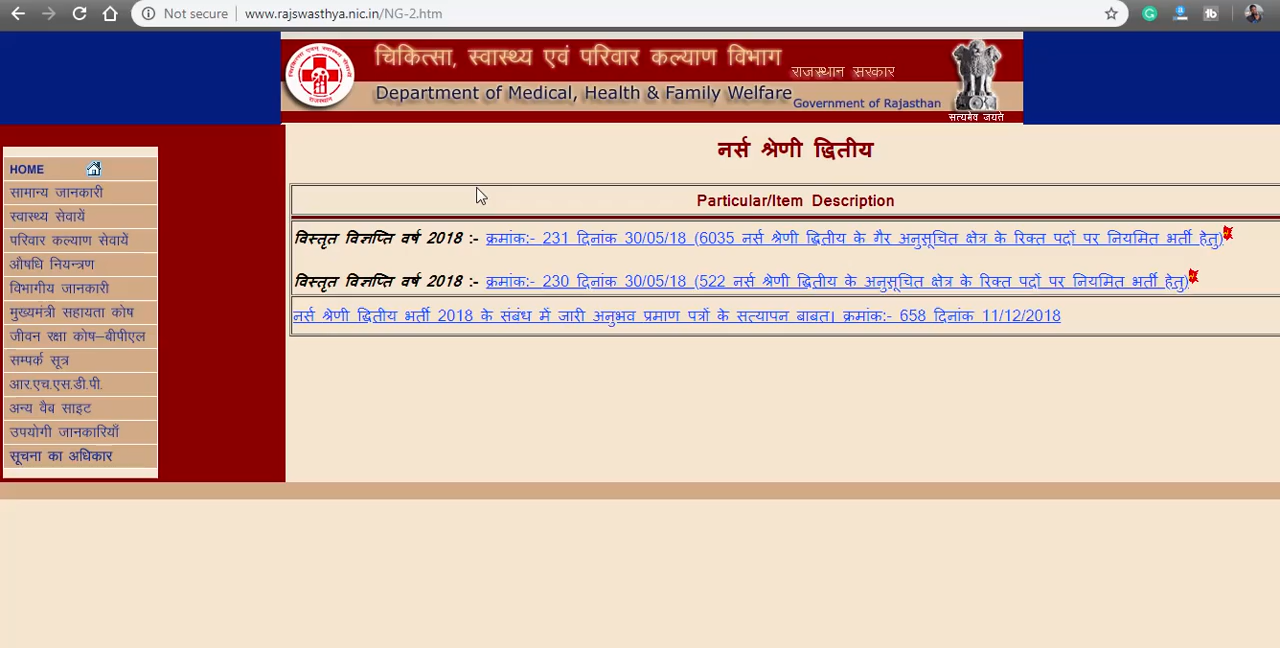 Not secure | www.rajswasthya.nic.in/NG-2.htm
चिकित्सा, स्वास्थ्य एवं परिवार कल्याण विभाग राजस्थान सरकार
Department of Medical, Health & Family Welfare Government of Rajasthan
राजस्थान
सत्यमेव जयते
नर्स श्रेणी द्वितीय
HOME
सामान्य जानकारी
स्वास्थ्य सेवायें
परिवार कल्याण सेवायें
औषधि नियन्त्रण
विभागीय जानकारी
मुख्यमंत्री सहायता कोष
जीवन रक्षा कोष–बीपीएल
सम्पर्क सूत्र
आर.एच.एस.डी.पी.
अन्य वैब साइट
उपयोगी जानकारियाँ
सूचना का अधिकार
Particular/Item Description
विस्तृत विज्ञप्ति वर्ष 2018 :- क्रमांक:- 231 दिनांक 30/05/18 (6035 नर्स श्रेणी द्वितीय के गैर अनुसूचित क्षेत्र के रिक्त पदों पर नियमित भर्ती हेतु)
विस्तृत विज्ञप्ति वर्ष 2018 :- क्रमांक:- 230 दिनांक 30/05/18 (522 नर्स श्रेणी द्वितीय के अनुसूचित क्षेत्र के रिक्त पदों पर नियमित भर्ती हेतु)
नर्स श्रेणी द्वितीय भर्ती 2018 के संबंध में जारी अनुभव प्रमाण पत्रों के सत्यापन बाबत। क्रमांक:- 658 दिनांक 11/12/2018